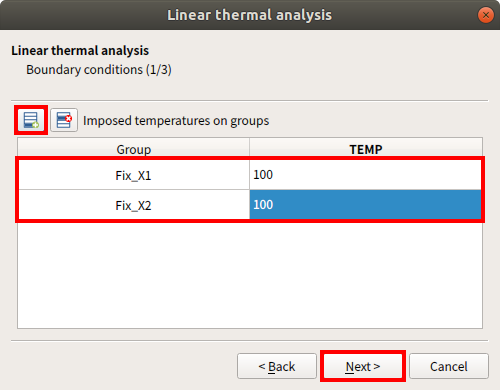 Linear thermal analysis
Linear thermal analysis
Boundary conditions (1/3)
Imposed temperatures on groups
Group TEMP
Fix_X1 100
Fix_X2 100
< Back Next > Cancel